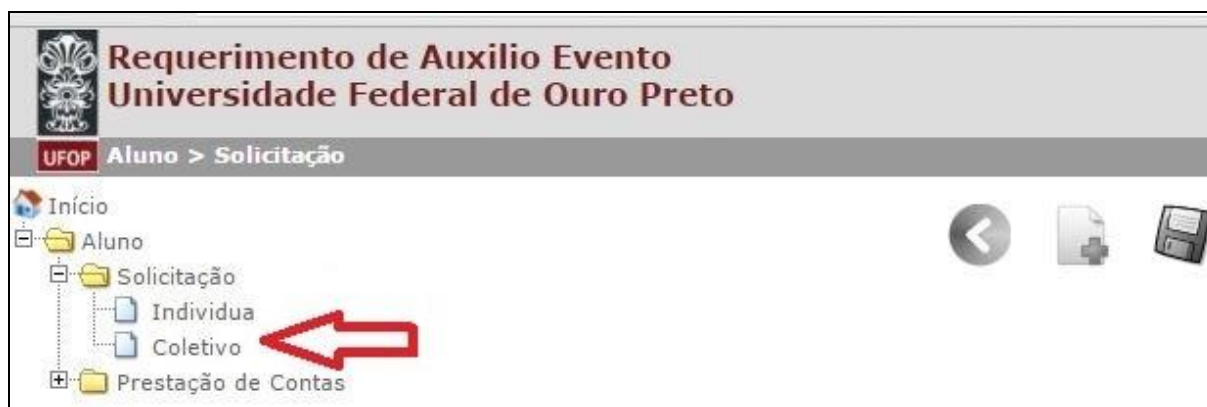 Requerimento de Auxilio Evento
Universidade Federal de Ouro Preto
UFOP Aluno > Solicitação
Início
Aluno
Solicitação
Individua
Coletivo
Prestação de Contas